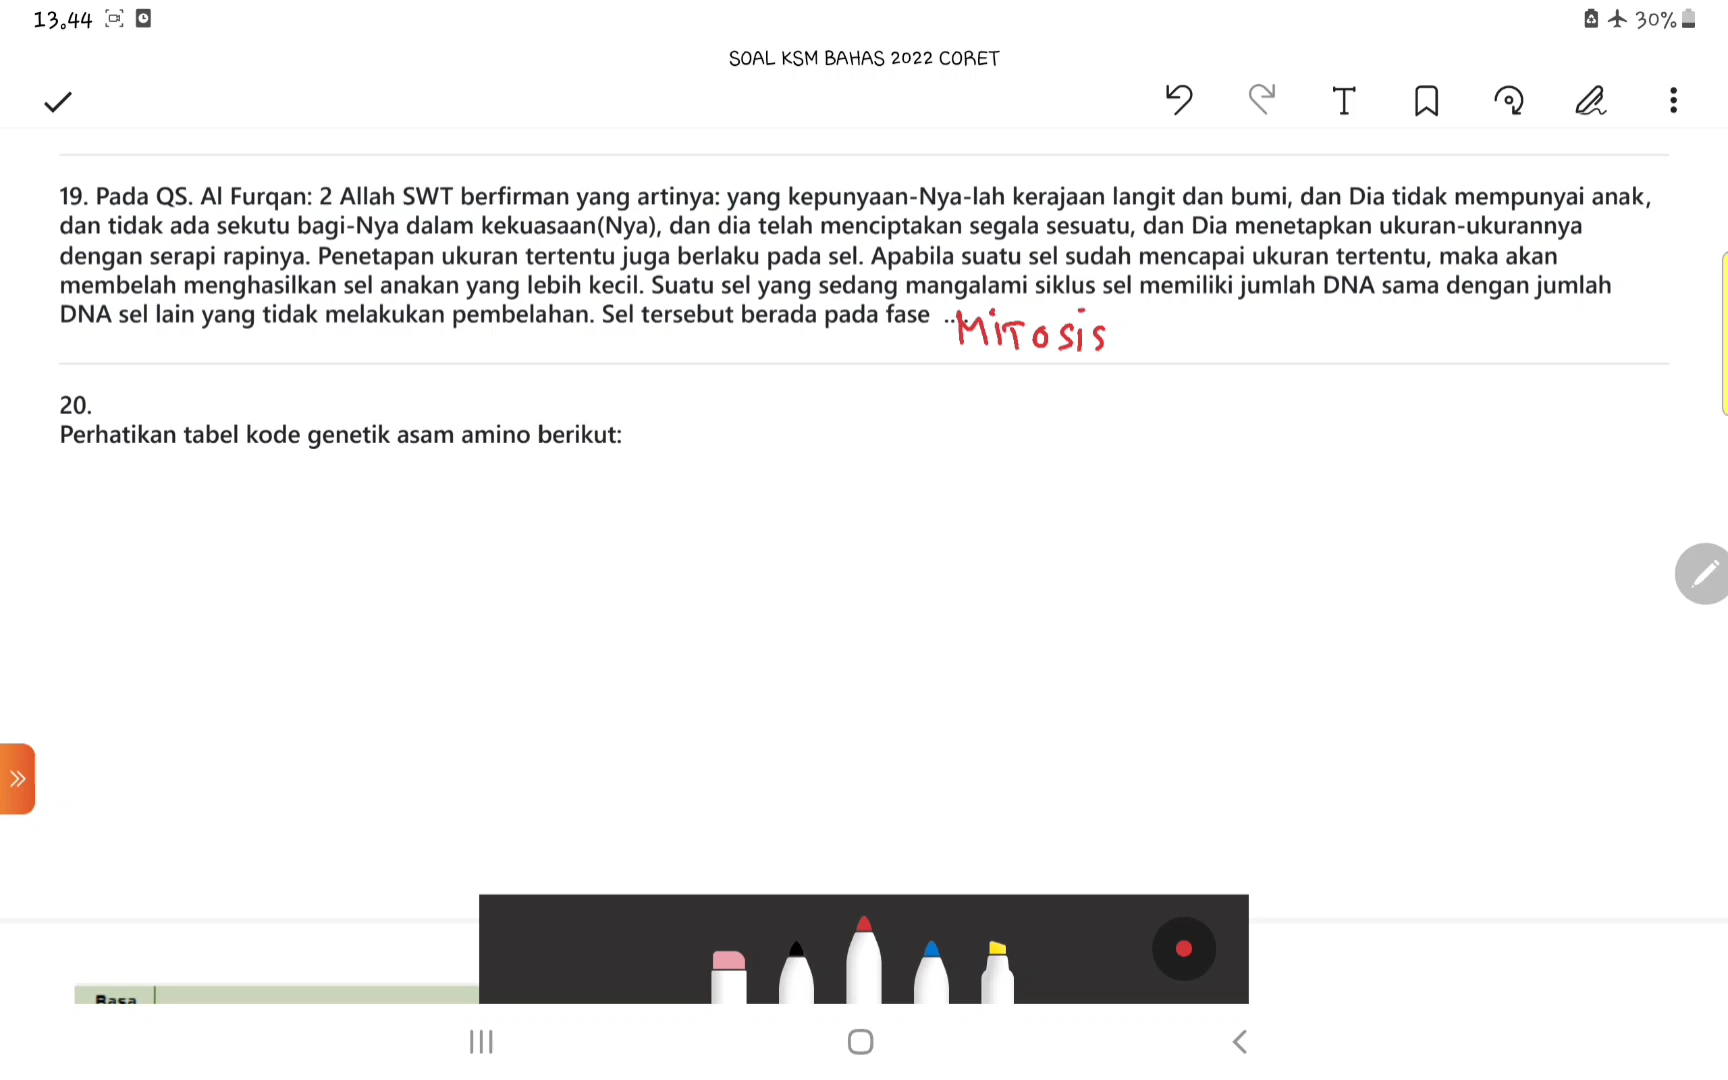 13.44
30%
SOAL KSM BAHAS 2022 CORET
19. Pada QS. Al Furqan: 2 Allah SWT berfirman yang artinya: yang kepunyaan-Nya-lah kerajaan langit dan bumi, dan Dia tidak mempunyai anak,
dan tidak ada sekutu bagi-Nya dalam kekuasaan(Nya), dan dia telah menciptakan segala sesuatu, dan Dia menetapkan ukuran-ukurannya
dengan serapi rapinya. Penetapan ukuran tertentu juga berlaku pada sel. Apabila suatu sel sudah mencapai ukuran tertentu, maka akan
membelah menghasilkan sel anakan yang lebih kecil. Suatu sel yang sedang mangalami siklus sel memiliki jumlah DNA sama dengan jumlah
DNA sel lain yang tidak melakukan pembelahan. Sel tersebut berada pada fase ... MiTosis
20.
Perhatikan tabel kode genetik asam amino berikut:
Basa